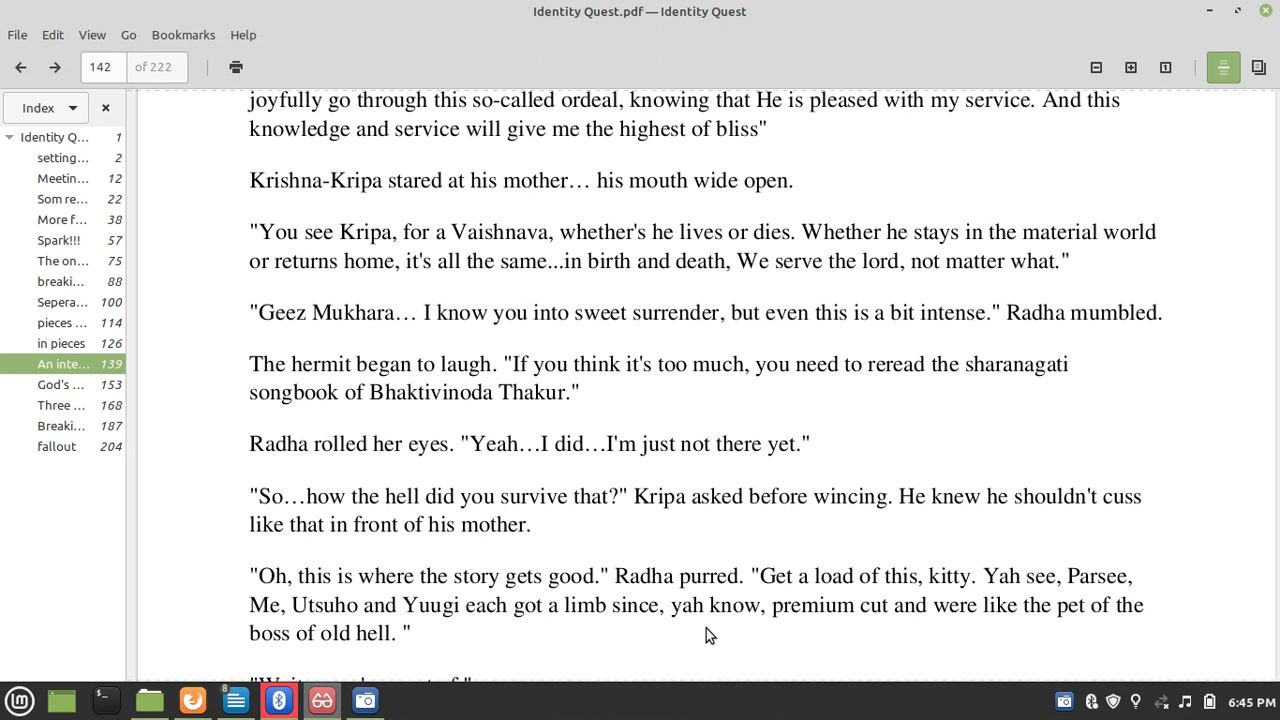 Identity Quest.pdf — Identity Quest
File Edit View Go Bookmarks Help
142 of 222
Index
Identity Q... 1
setting... 2
Meetin... 12
Som re... 22
More f... 38
Spark!!! 57
The on... 75
breaki... 88
Sepera... 100
pieces ... 114
in pieces 126
An inte... 139
God's ... 153
Three ... 168
Breaki... 187
fallout 204
joyfully go through this so-called ordeal, knowing that He is pleased with my service. And this
knowledge and service will give me the highest of bliss"
Krishna-Kripa stared at his mother… his mouth wide open.
"You see Kripa, for a Vaishnava, whether's he lives or dies. Whether he stays in the material world
or returns home, it's all the same...in birth and death, We serve the lord, not matter what."
"Geez Mukhara… I know you into sweet surrender, but even this is a bit intense." Radha mumbled.
The hermit began to laugh. "If you think it's too much, you need to reread the sharanagati
songbook of Bhaktivinoda Thakur."
Radha rolled her eyes. "Yeah…I did…I'm just not there yet."
"So…how the hell did you survive that?" Kripa asked before wincing. He knew he shouldn't cuss
like that in front of his mother.
"Oh, this is where the story gets good." Radha purred. "Get a load of this, kitty. Yah see, Parsee,
Me, Utsuho and Yuugi each got a limb since, yah know, premium cut and were like the pet of the
boss of old hell. "
8
6:45 PM